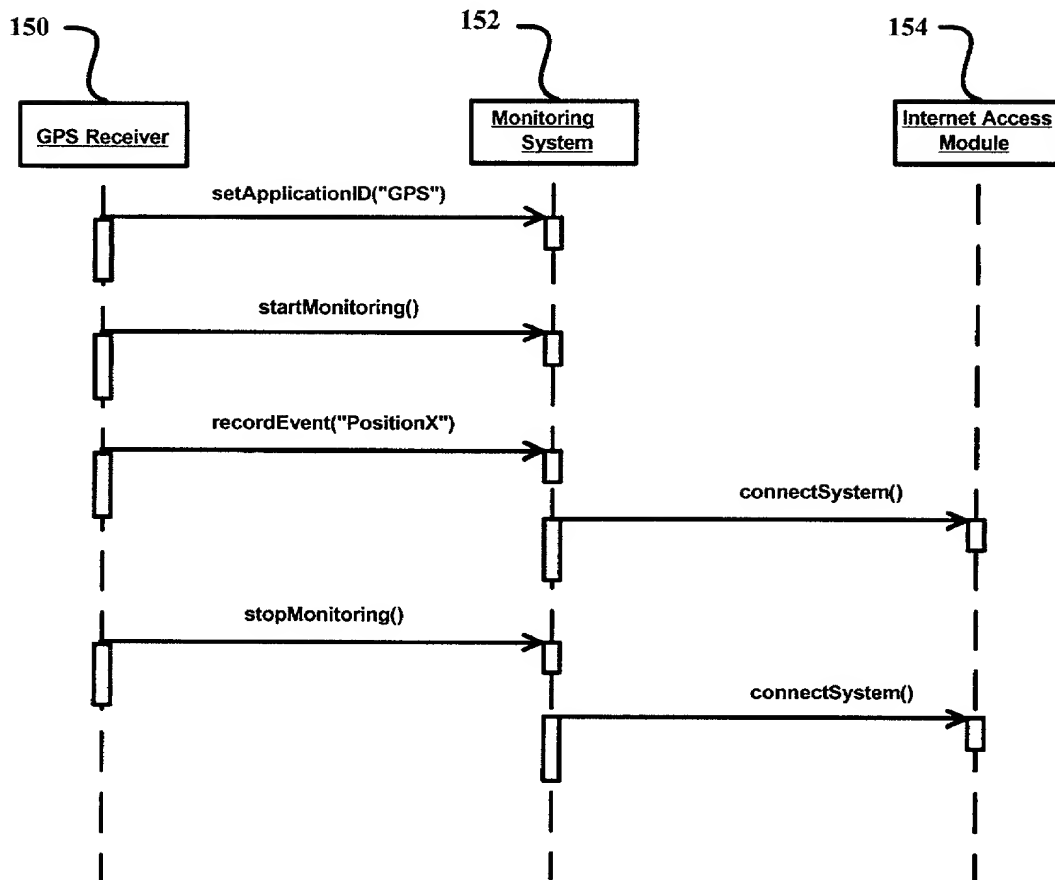 150
152
154
GPS Receiver
Monitoring
System
Internet Access
Module
setApplicationID("GPS")
startMonitoring()
recordEvent("PositionX")
connectSystem()
stopMonitoring()
connectSystem()